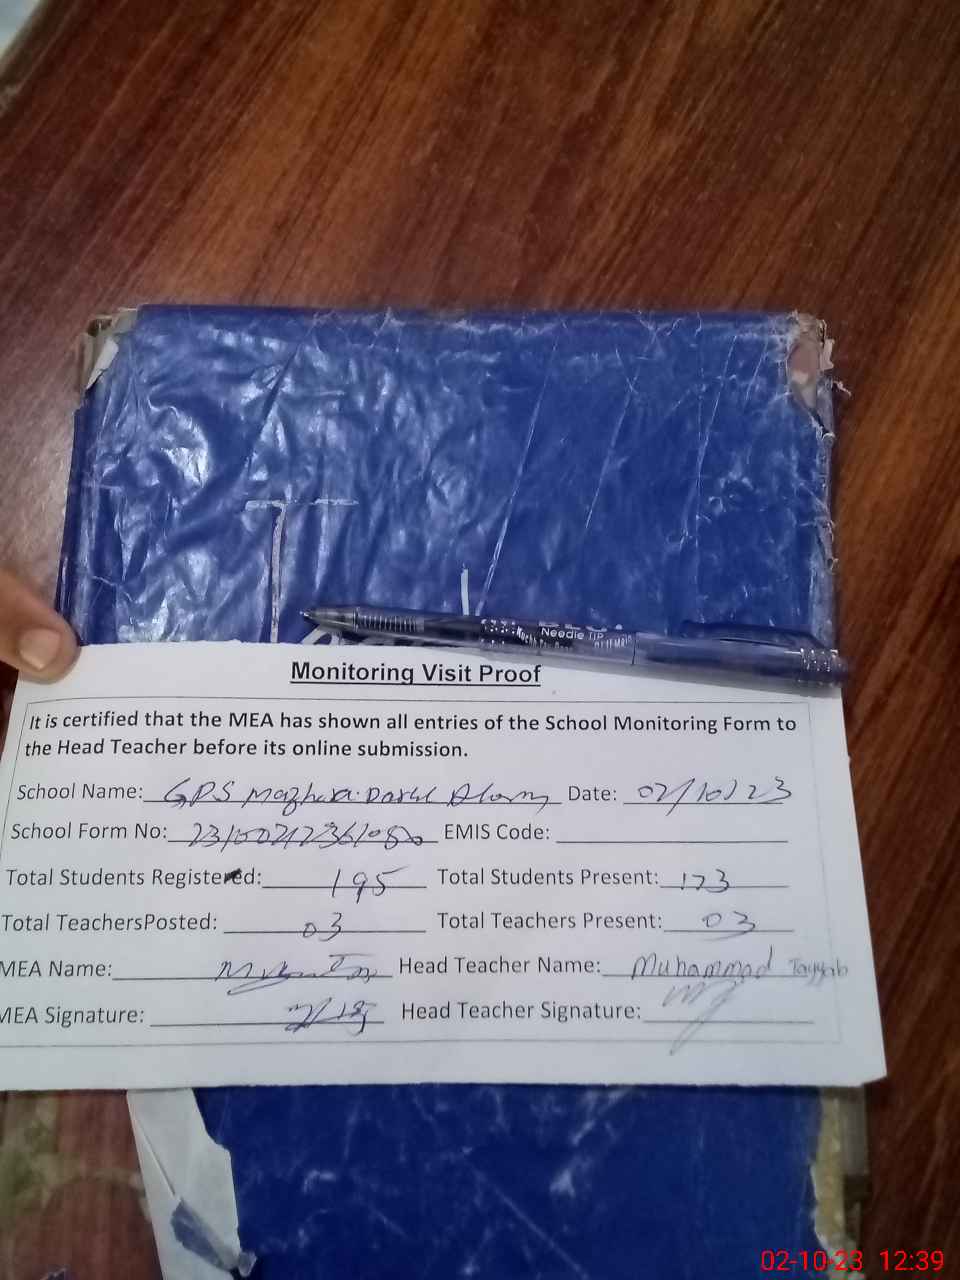 Needle TIP
Monitoring Visit Proof
It is certified that the MEA has shown all entries of the School Monitoring Form to
the Head Teacher before its online submission.
School Name: GPS Date: 02/10/23
School Form No: EMIS Code:
Total Students Registered: 195 Total Students Present: 173
Total TeachersPosted: 03 Total Teachers Present: 03
MEA Name: Head Teacher Name: Muhammad Tayyab
MEA Signature: Head Teacher Signature:
02-10-23 12:39